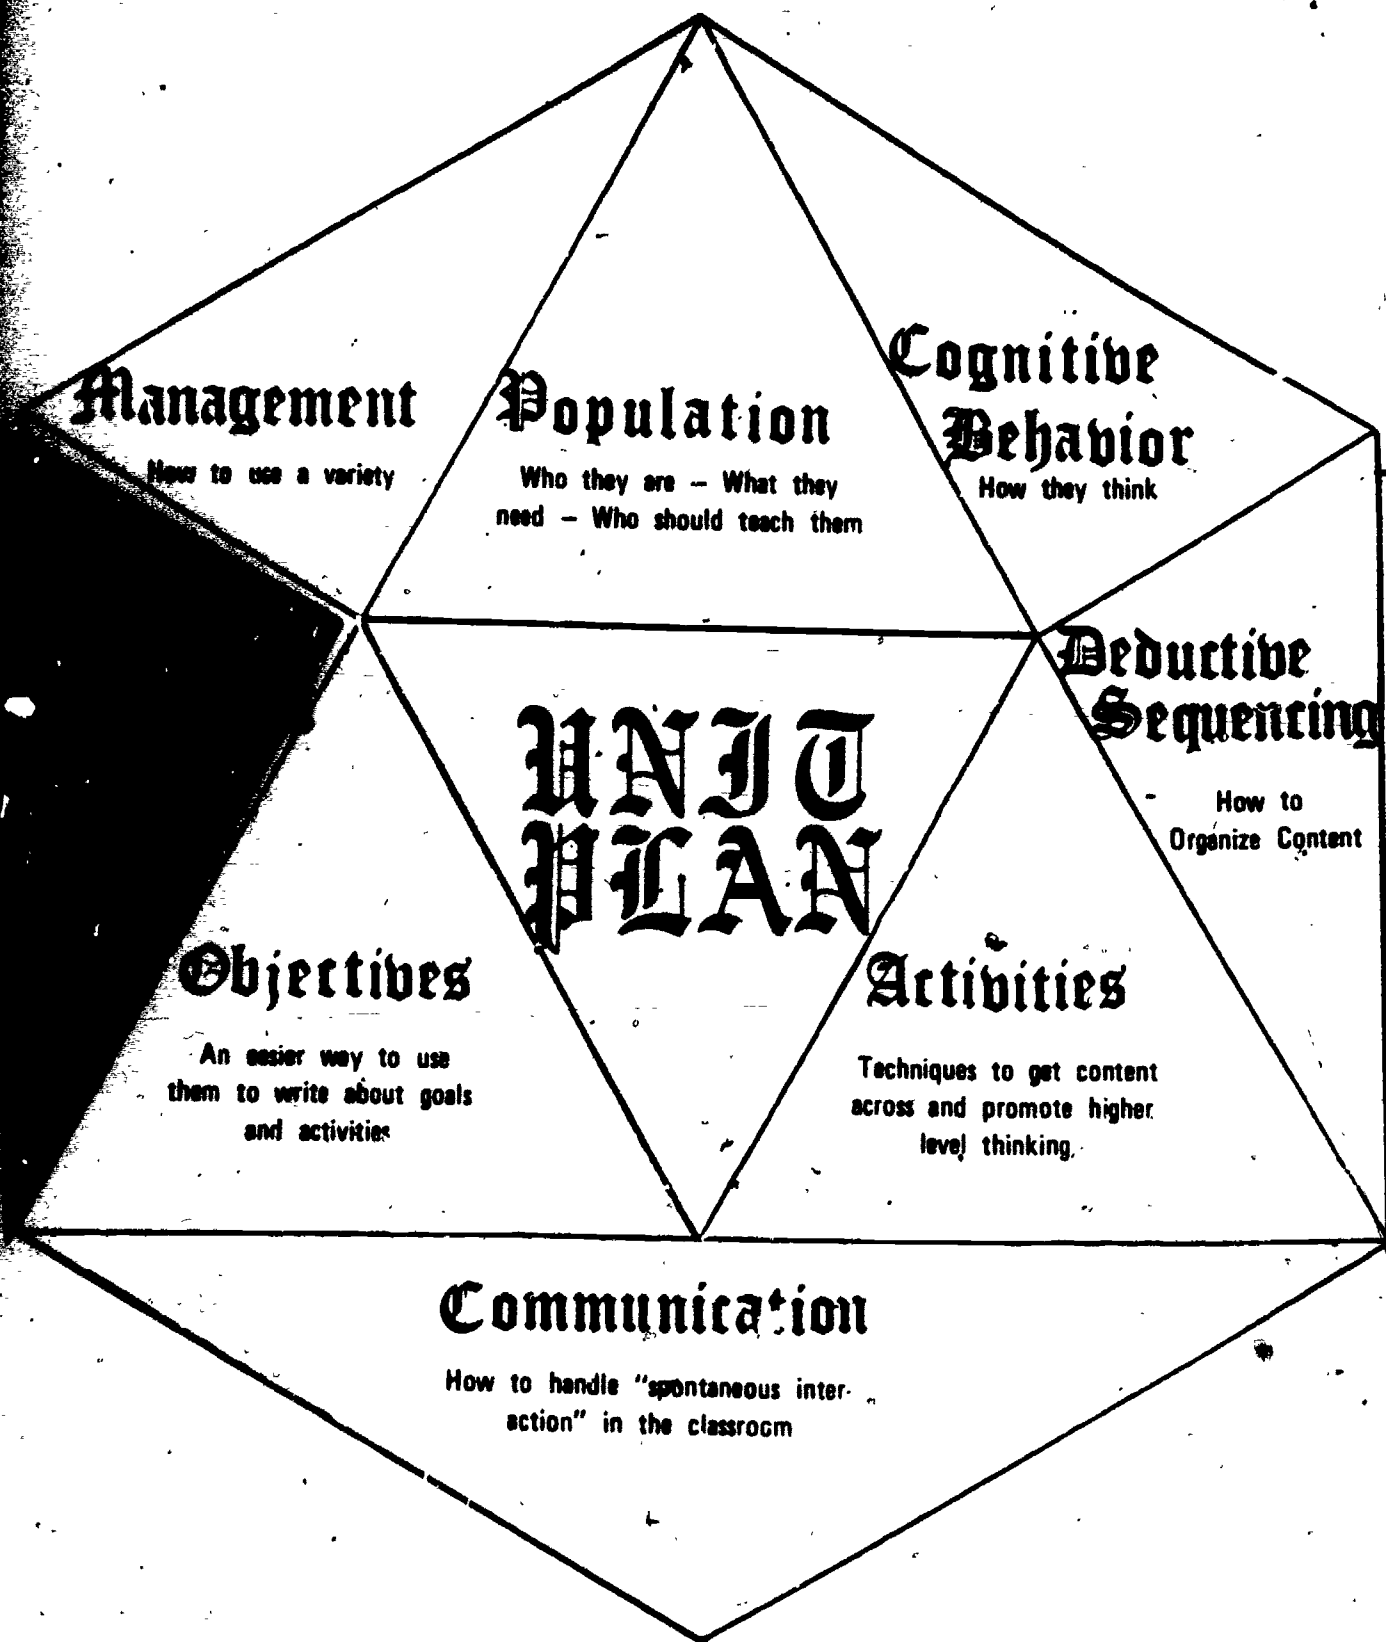 Cognitive
Behavior
How they think
Management
How to use a variety
Population
Who they are — What they
need — Who should teach them
Deductive
Sequencing
How to
Organize Content
UNIT
PLAN
Objectives
An easier way to use
them to write about goals
and activities
Activities
Techniques to get content
across and promote higher
level thinking.
Communication
How to handle "spontaneous inter-
action" in the classroom